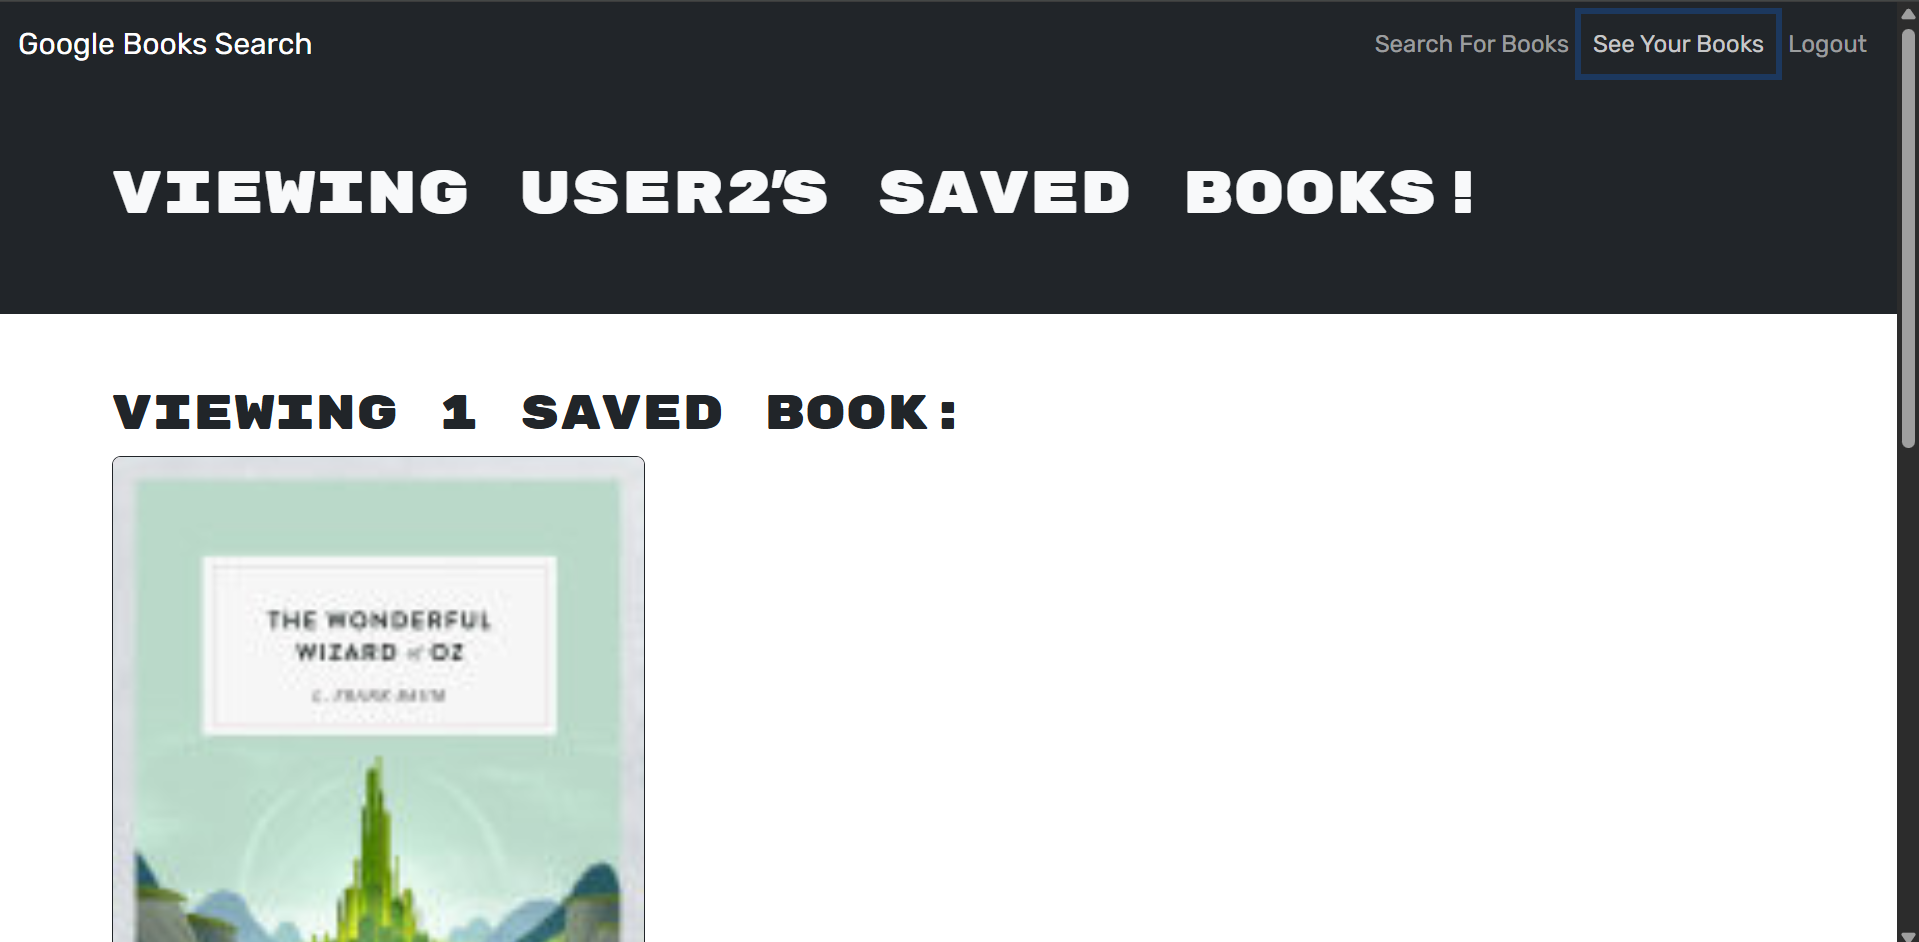 Google Books Search
Search For Books See Your Books Logout
VIEWING USER2'S SAVED BOOKS!
VIEWING 1 SAVED BOOK:
THE WONDERFUL
WIZARD of OZ
L. FRANK BAUM